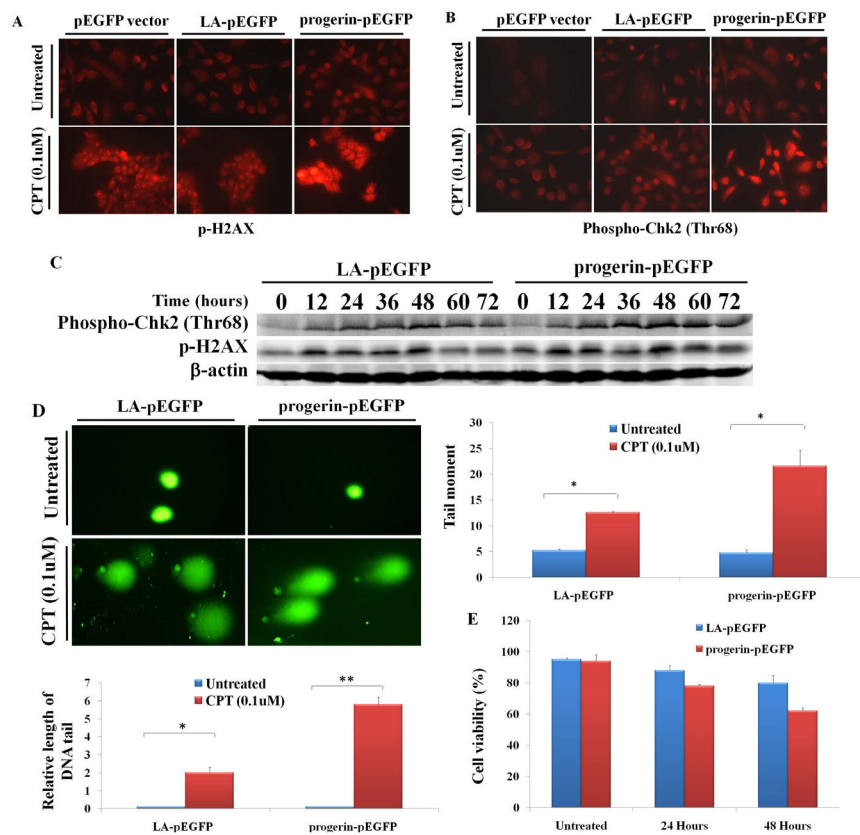 A
pEGFP vector LA-pEGFP progerin-pEGFP
Untreated
CPT (0.1uM)
p-H2AX
B
pEGFP vector LA-pEGFP progerin-pEGFP
Untreated
CPT (0.1uM)
Phospho-Chk2 (Thr68)
C
LA-pEGFP progerin-pEGFP
Time (hours) 0 12 24 36 48 60 72 0 12 24 36 48 60 72
Phospho-Chk2 (Thr68)
p-H2AX
β-actin
D
LA-pEGFP progerin-pEGFP
Untreated
CPT (0.1uM)
Tail moment
30
25
20
15
10
5
0
Untreated
CPT (0.1uM)
*
*
LA-pEGFP progerin-pEGFP
Relative length of
DNA tail
7
6
5
4
3
2
1
0
Untreated
CPT (0.1uM)
*
**
LA-pEGFP progerin-pEGFP
E
Cell viability (%)
120
100
80
60
40
20
0
LA-pEGFP
progerin-pEGFP
Untreated 24 Hours 48 Hours